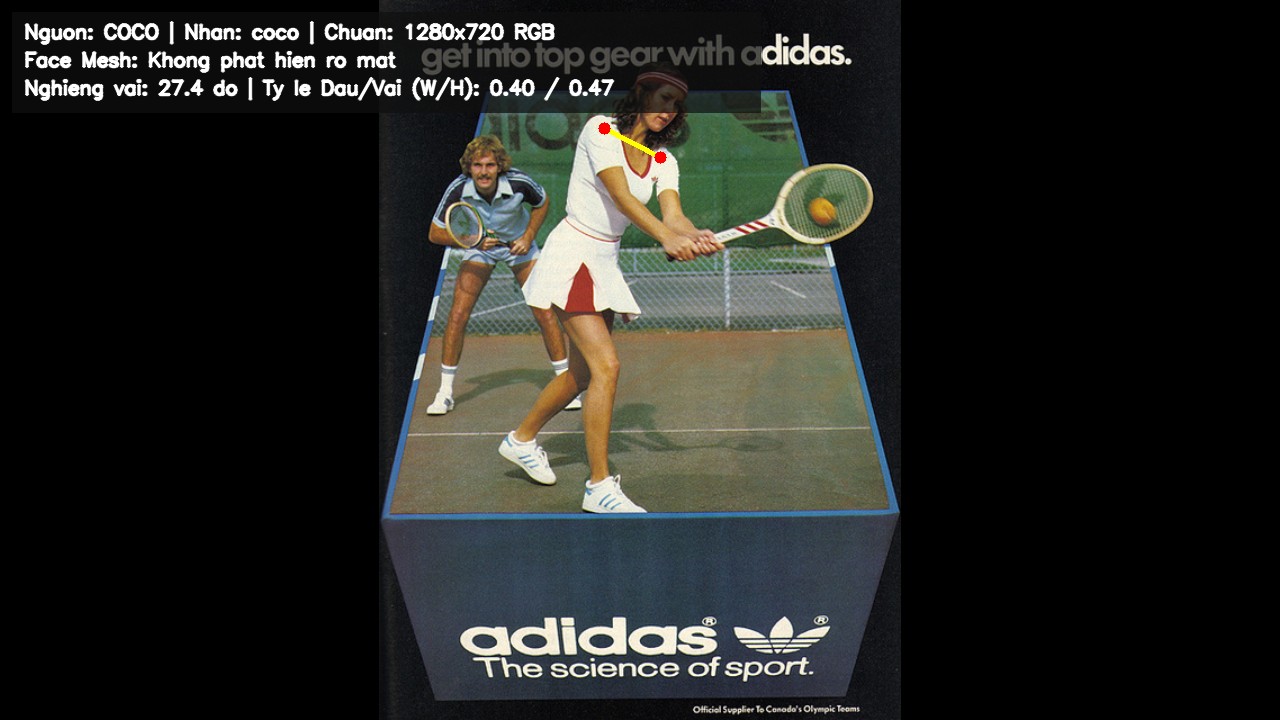 Nguon: COCO | Nhan: coco | Chuan: 1280x720 RGB
Face Mesh: Khong phat hien ro mat
Nghieng vai: 27.4 do | Ty le Dau/Vai (W/H): 0.40 / 0.47
get into top gear with adidas.
adidas® ®
The science of sport.
Official Supplier To Canada's Olympic Teams